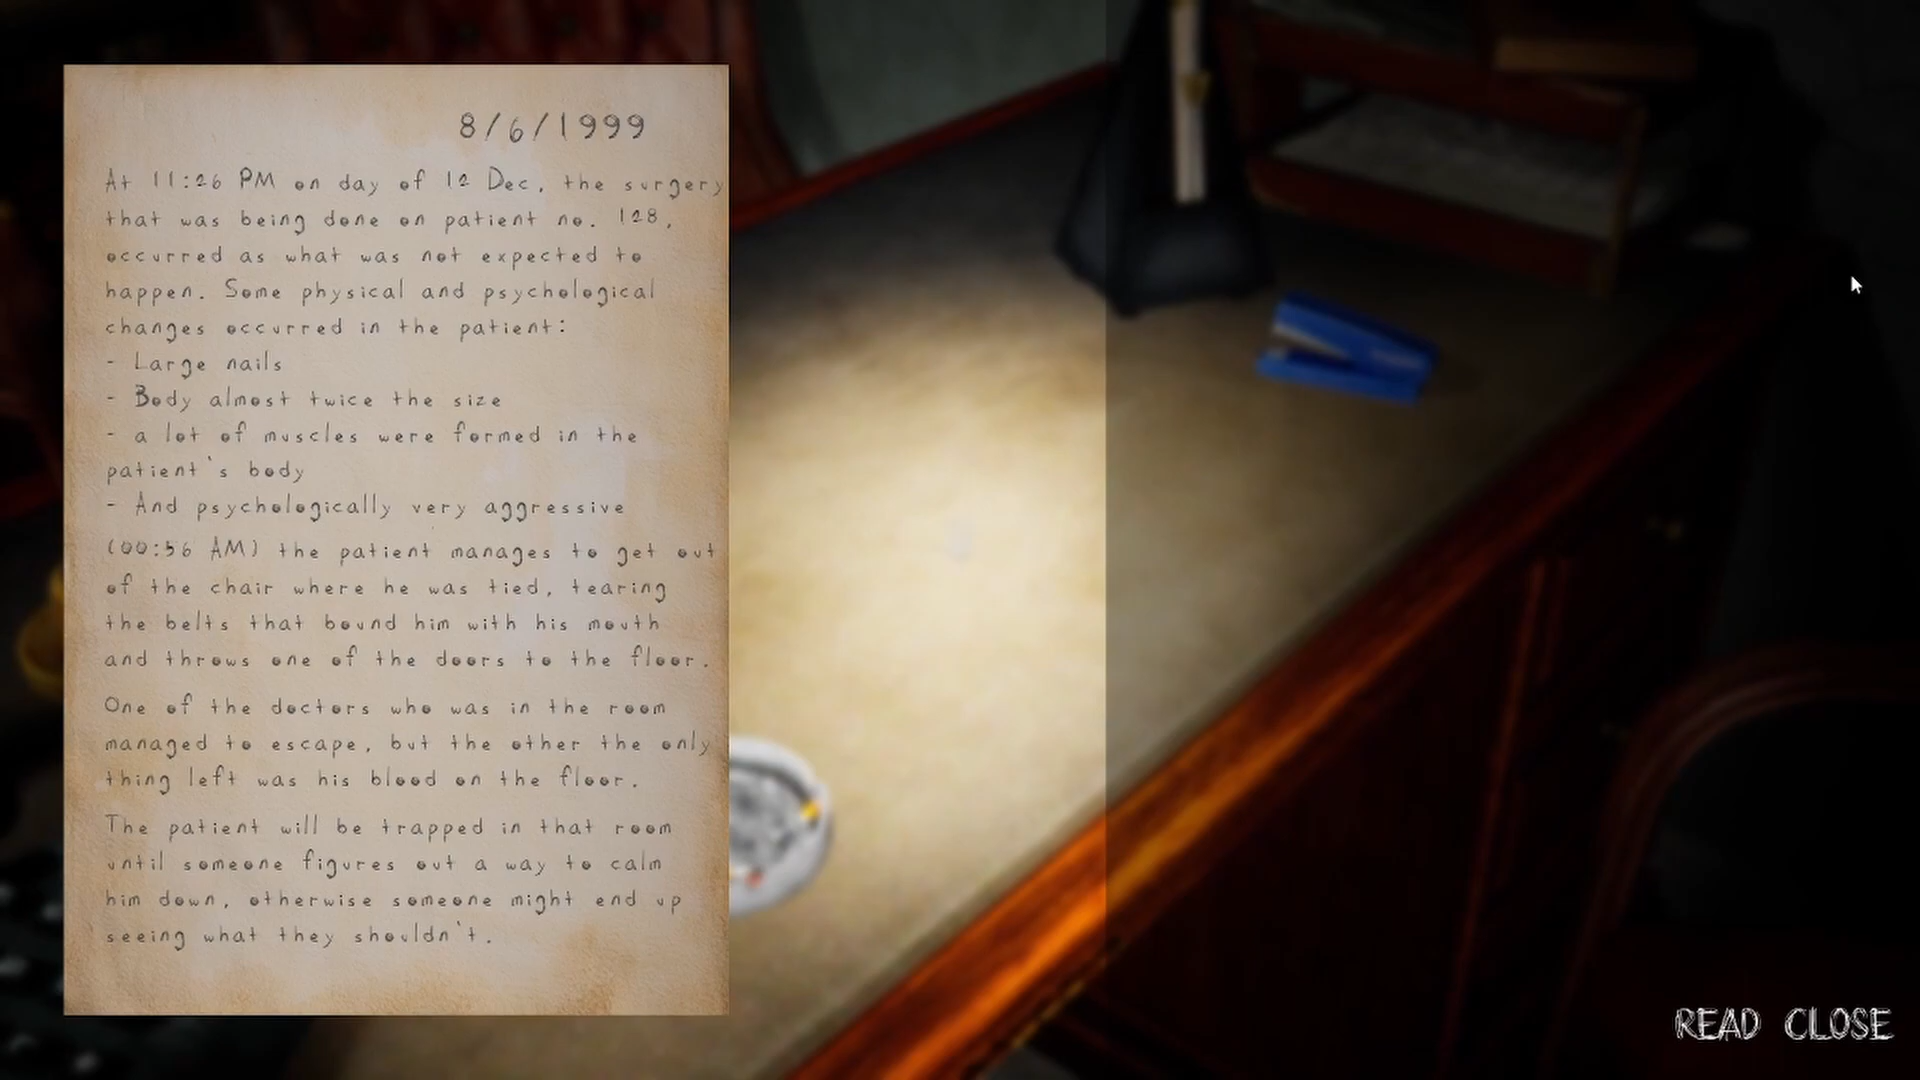 8/6/1999
At 11:26 PM on day of 12 Dec, the surgery
that was being done on patient no. 128,
occurred as what was not expected to
happen. Some physical and psychological
changes occurred in the patient:
- Large nails
- Body almost twice the size
- a lot of muscles were formed in the
patient's body
- And psychologically very aggressive
(00:56 AM) the patient manages to get out
of the chair where he was tied, tearing
the belts that bound him with his mouth
and throws one of the doors to the floor.
One of the doctors who was in the room
managed to escape, but the other the only
thing left was his blood on the floor.
The patient will be trapped in that room
until someone figures out a way to calm
him down, otherwise someone might end up
seeing what they shouldn't.
READ CLOSE